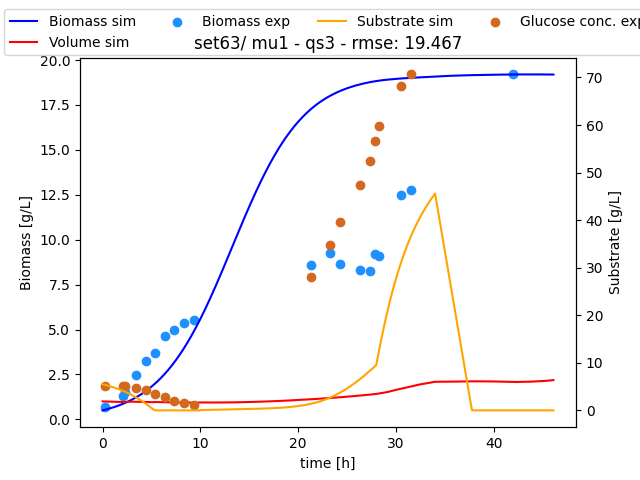 Biomass sim Biomass exp Substrate sim Glucose conc. exp
Volume sim
set63/ mu1 - qs3 - rmse: 19.467
20.0
17.5
15.0
12.5
10.0
7.5
5.0
2.5
0.0
Biomass [g/L]
70
60
50
40
30
20
10
0
Substrate [g/L]
0 10 20 30 40
time [h]